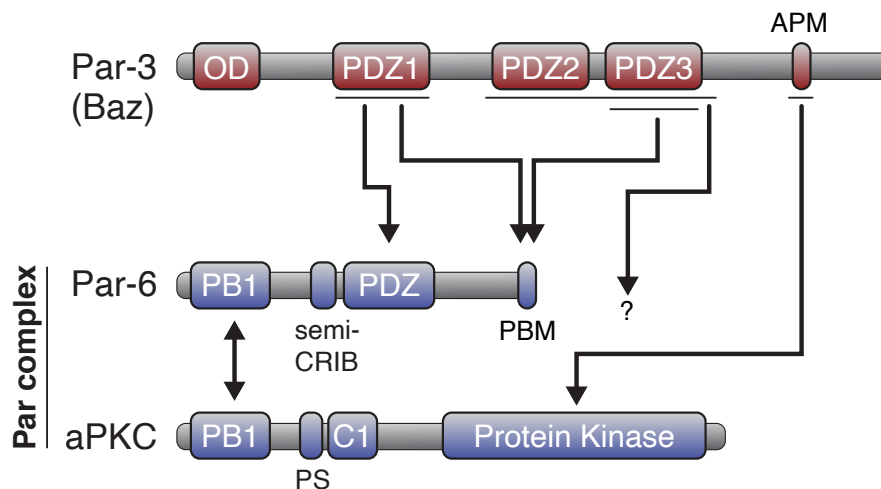 APM
Par-3
(Baz)
OD
PDZ1
PDZ2
PDZ3
Par complex
Par-6
PB1
PDZ
semi-
CRIB
PBM
?
aPKC
PB1
C1
Protein Kinase
PS